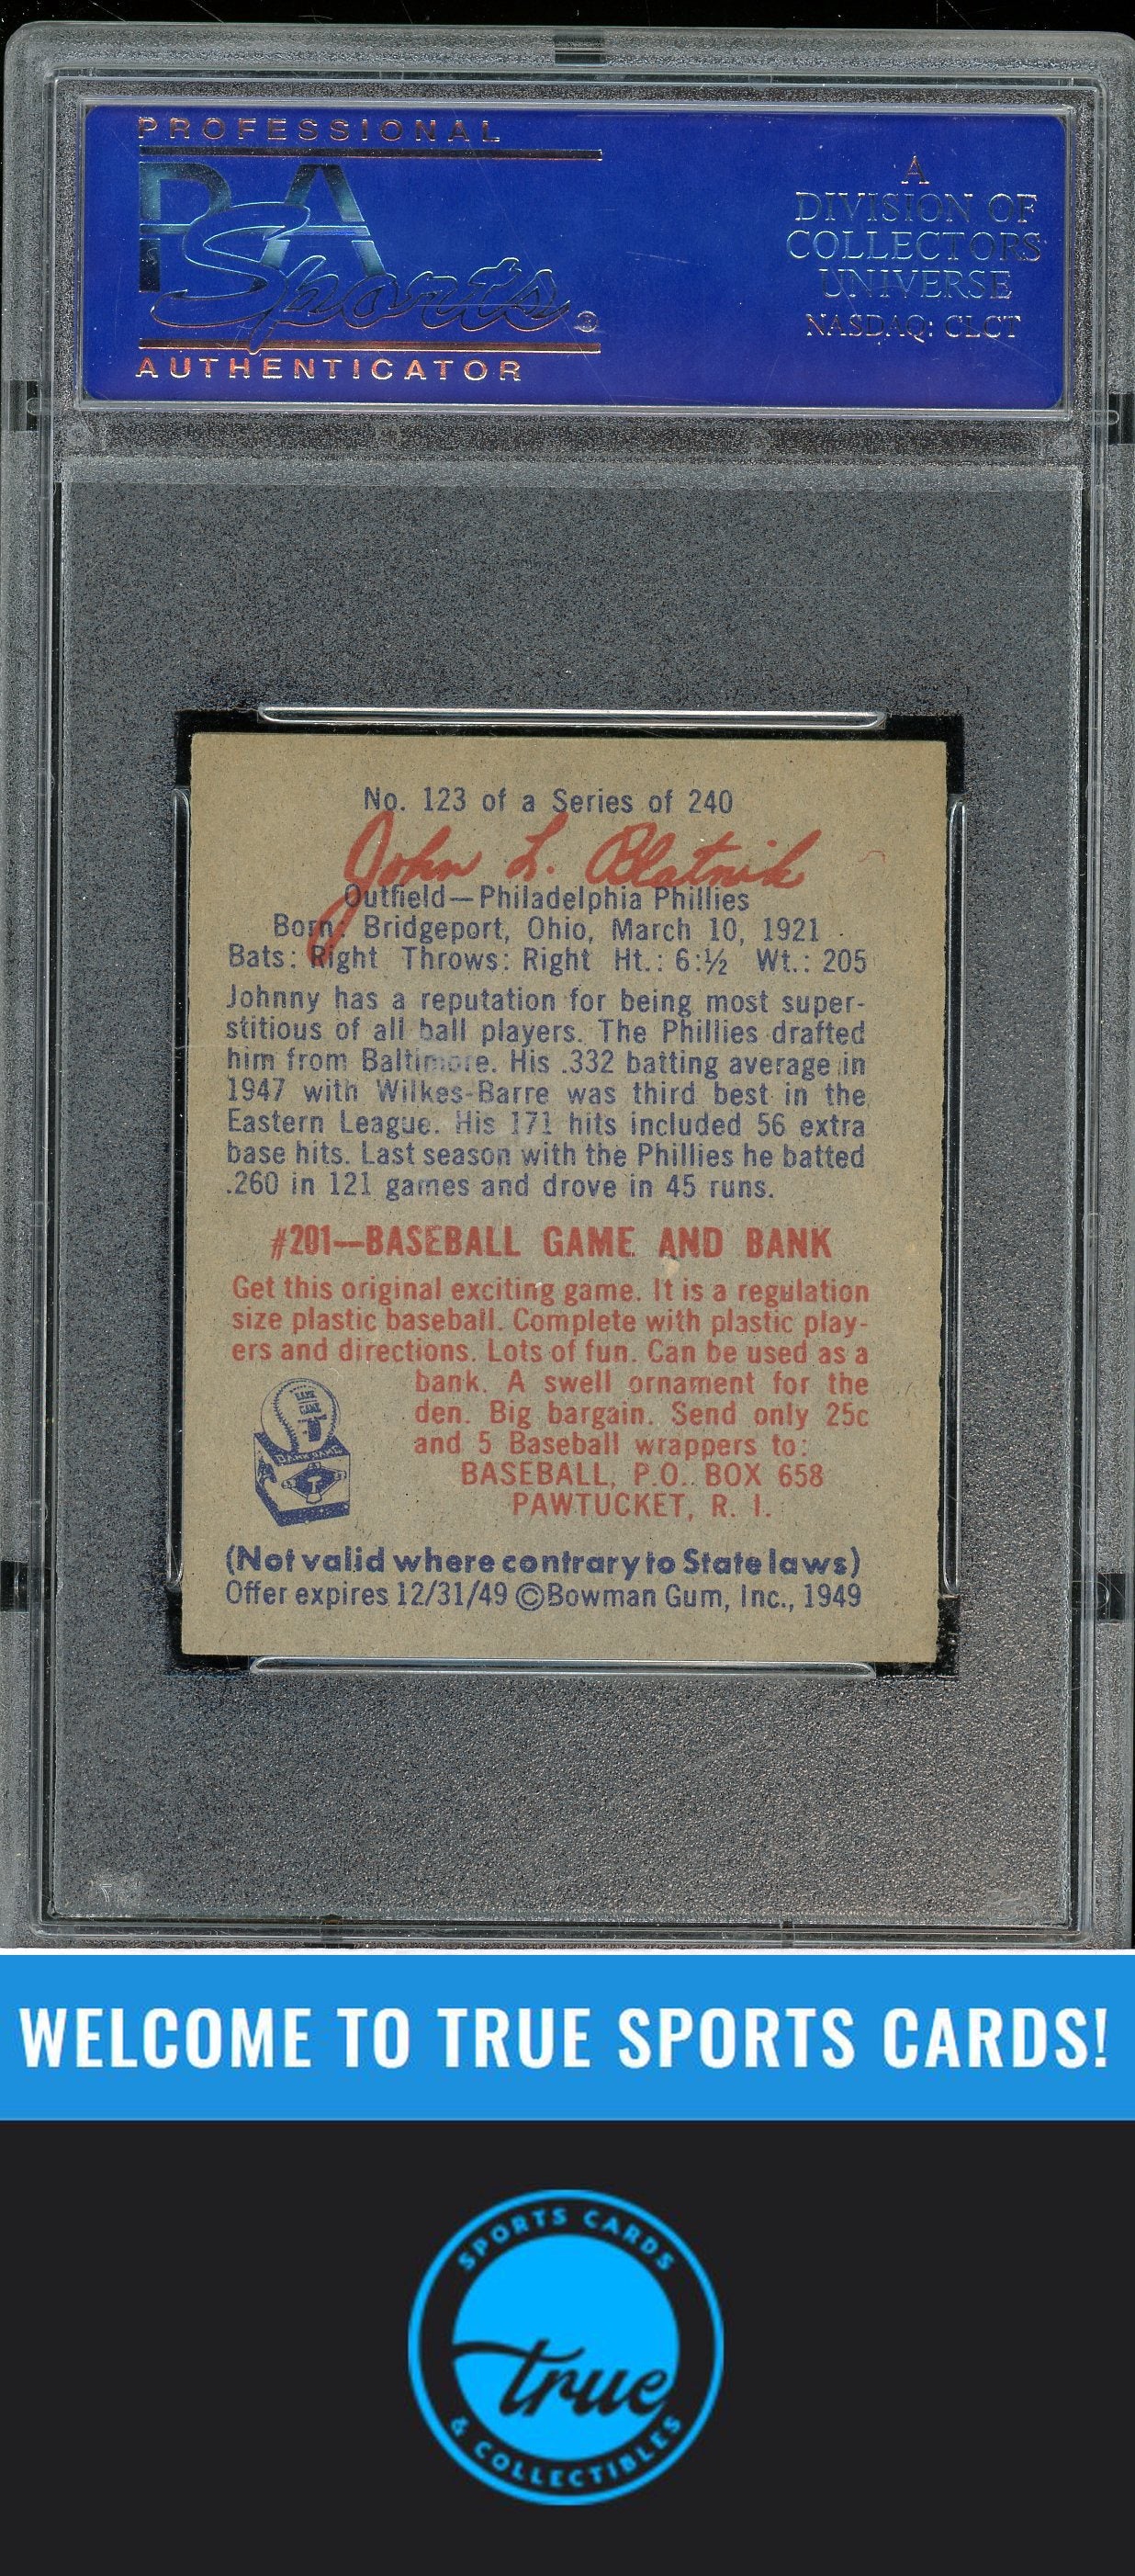 PROFESSIONAL
PSA
Sports®
AUTHENTICATOR
A
DIVISION OF
COLLECTORS
UNIVERSE
NASDAQ: CLCT
No. 123 of a Series of 240
John L. Blatnik
Outfield—Philadelphia Phillies
Born: Bridgeport, Ohio, March 10, 1921
Bats: Right Throws: Right Ht.: 6:½ Wt.: 205
Johnny has a reputation for being most super-
stitious of all ball players. The Phillies drafted
him from Baltimore. His .332 batting average in
1947 with Wilkes-Barre was third best in the
Eastern League. His 171 hits included 56 extra
base hits. Last season with the Phillies he batted
.260 in 121 games and drove in 45 runs.
#201—BASEBALL GAME AND BANK
Get this original exciting game. It is a regulation
size plastic baseball. Complete with plastic play-
ers and directions. Lots of fun. Can be used as a
bank. A swell ornament for the
den. Big bargain. Send only 25c
and 5 Baseball wrappers to:
BASEBALL, P.O. BOX 658
PAWTUCKET, R. I.
(Not valid where contrary to State laws)
Offer expires 12/31/49 ©Bowman Gum, Inc., 1949
WELCOME TO TRUE SPORTS CARDS!
SPORTS CARDS
true
& COLLECTIBLES